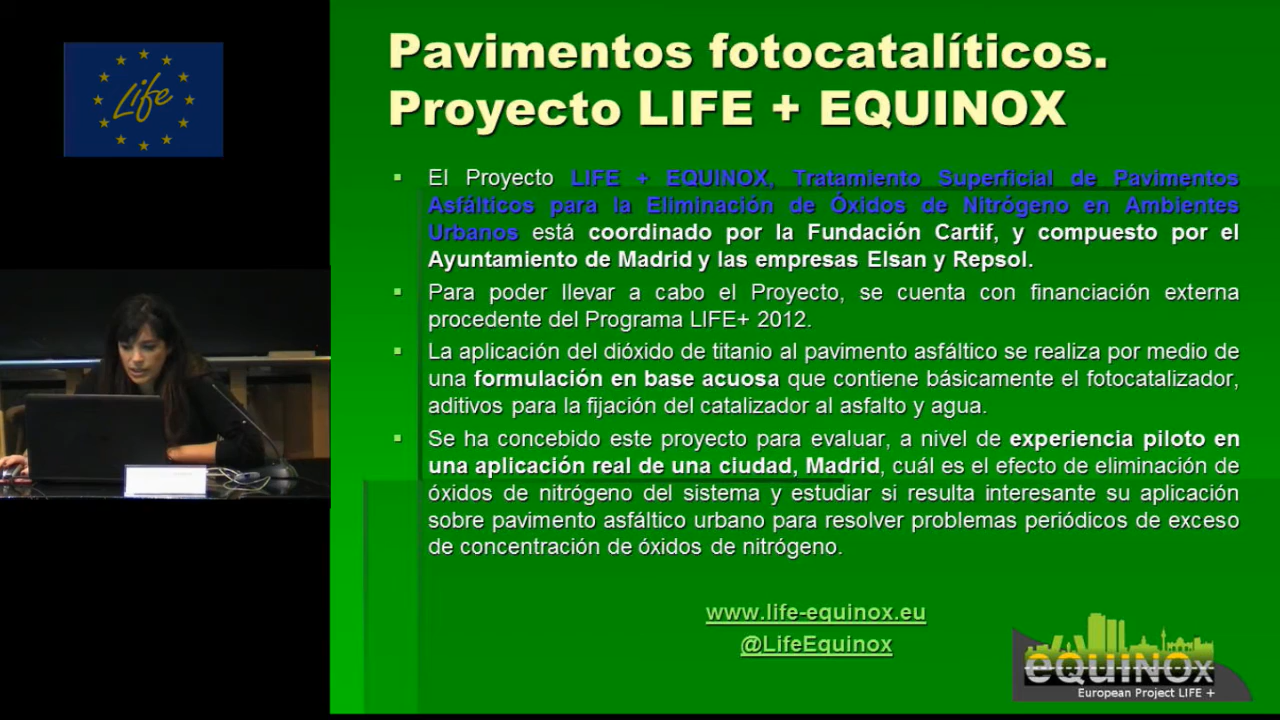 Life
Pavimentos fotocatalíticos.
Proyecto LIFE + EQUINOX
▪ El Proyecto LIFE + EQUINOX, Tratamiento Superficial de Pavimentos
Asfálticos para la Eliminación de Óxidos de Nitrógeno en Ambientes
Urbanos está coordinado por la Fundación Cartif, y compuesto por el
Ayuntamiento de Madrid y las empresas Elsan y Repsol.
▪ Para poder llevar a cabo el Proyecto, se cuenta con financiación externa
procedente del Programa LIFE+ 2012.
▪ La aplicación del dióxido de titanio al pavimento asfáltico se realiza por medio de
una formulación en base acuosa que contiene básicamente el fotocatalizador,
aditivos para la fijación del catalizador al asfalto y agua.
▪ Se ha concebido este proyecto para evaluar, a nivel de experiencia piloto en
una aplicación real de una ciudad, Madrid, cuál es el efecto de eliminación de
óxidos de nitrógeno del sistema y estudiar si resulta interesante su aplicación
sobre pavimento asfáltico urbano para resolver problemas periódicos de exceso
de concentración de óxidos de nitrógeno.
www.life-equinox.eu
@LifeEquinox
eQUINOx
European Project LIFE +